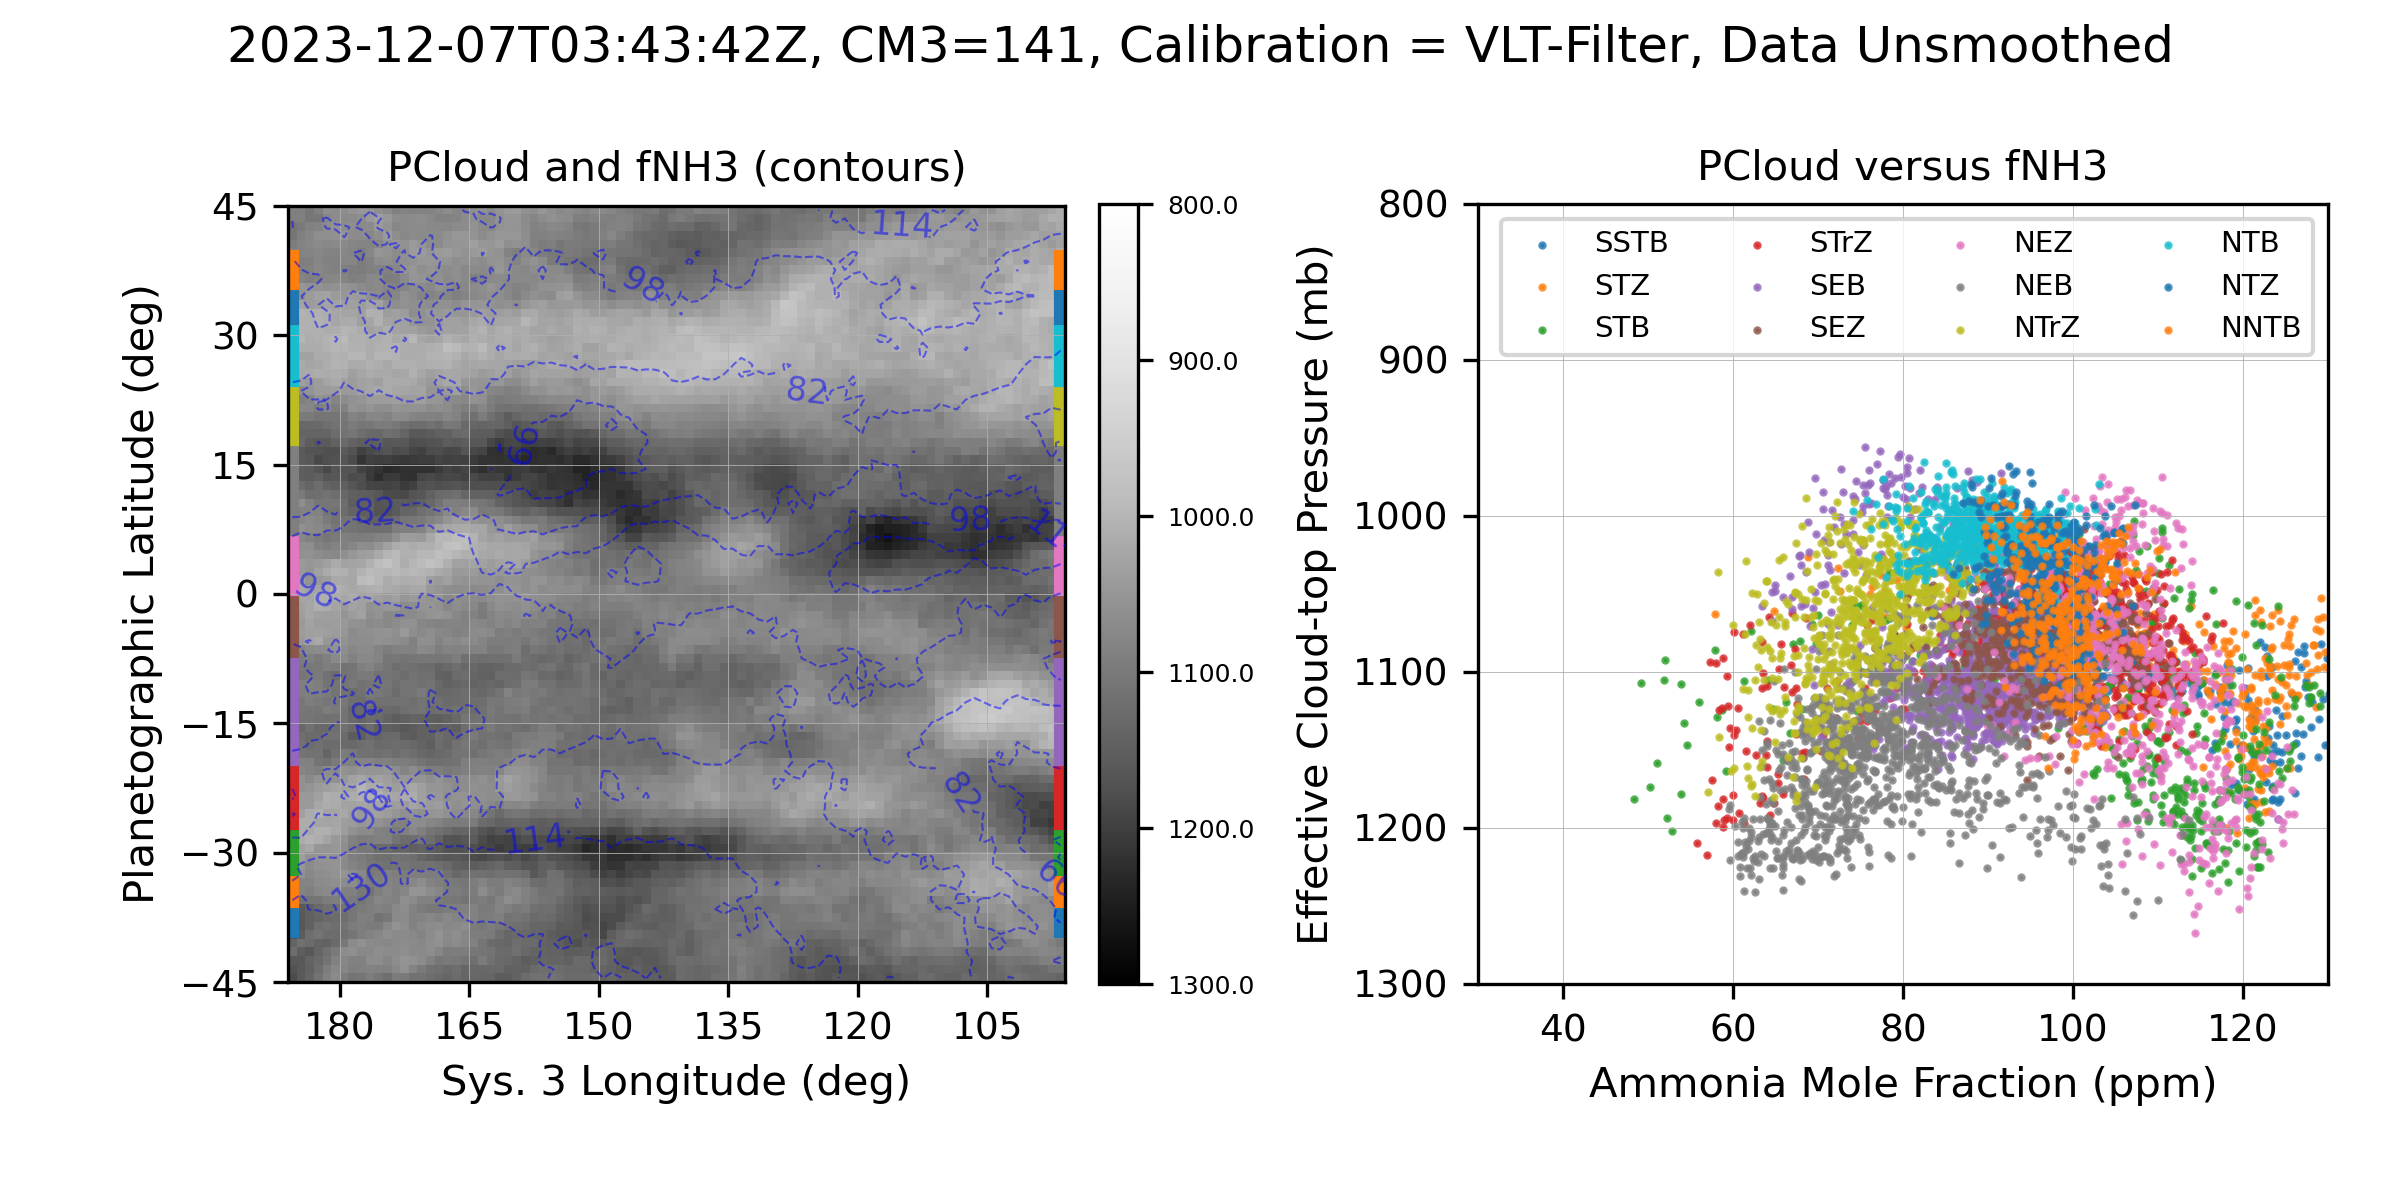 2023-12-07T03:43:42Z, CM3=141, Calibration = VLT-Filter, Data Unsmoothed
PCloud and fNH3 (contours)
Planetographic Latitude (deg)
45
30
15
0
−15
−30
−45
180
165
150
135
120
105
Sys. 3 Longitude (deg)
114
98
82
66
82
98
98
82
98
82
114
130
800.0
900.0
1000.0
1100.0
1200.0
1300.0
PCloud versus fNH3
Effective Cloud-top Pressure (mb)
800
900
1000
1100
1200
1300
SSTB
STZ
STB
STrZ
SEB
SEZ
NEZ
NEB
NTrZ
NTB
NTZ
NNTB
40
60
80
100
120
Ammonia Mole Fraction (ppm)